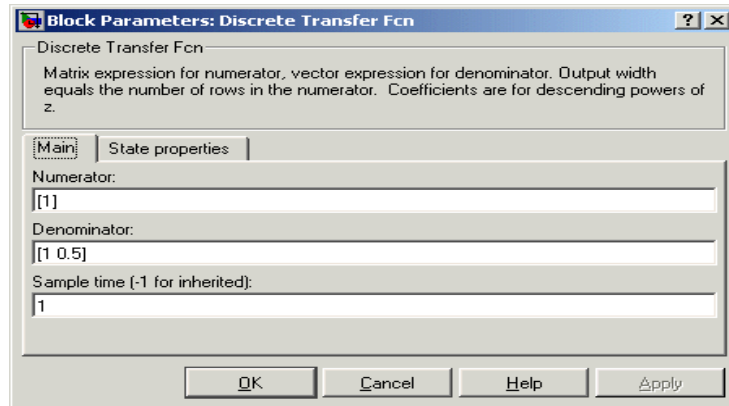 Block Parameters: Discrete Transfer Fcn
Discrete Transfer Fcn
Matrix expression for numerator, vector expression for denominator. Output width
equals the number of rows in the numerator. Coefficients are for descending powers of
z.
Main State properties
Numerator:
[1]
Denominator:
[1 0.5]
Sample time (-1 for inherited):
1
OK Cancel Help Apply